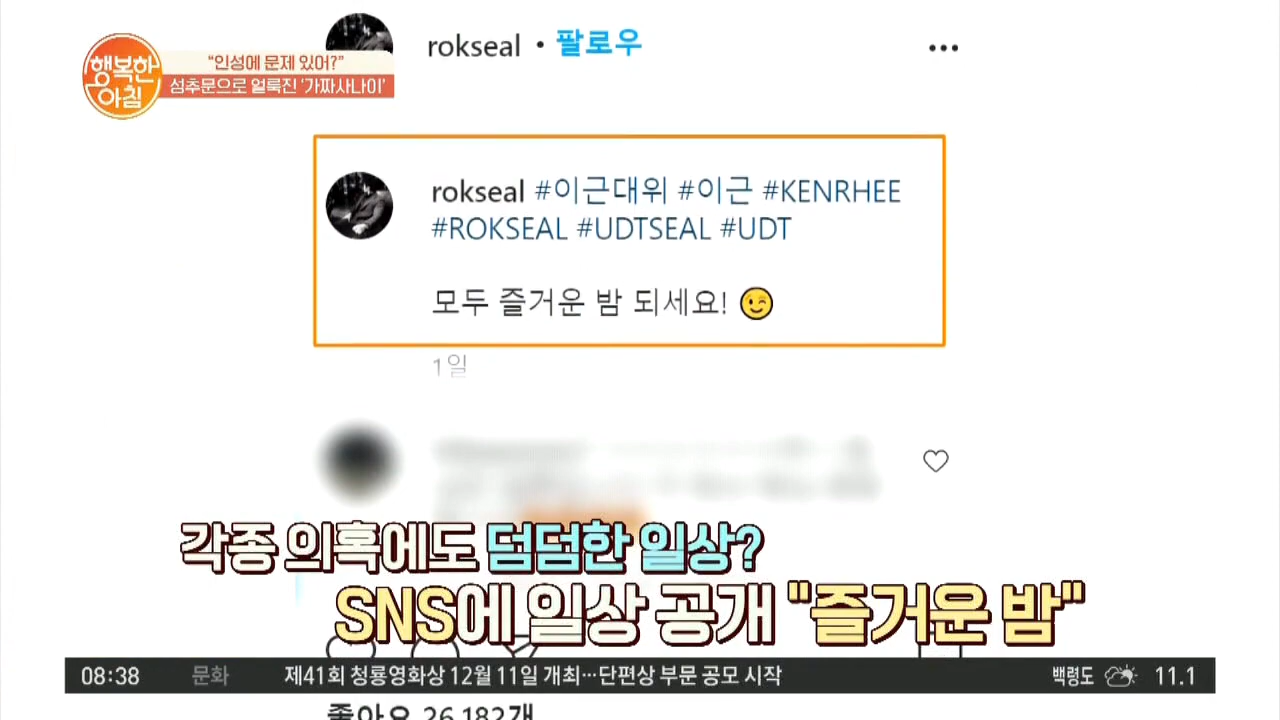 행복한
아침
"인성에 문제 있어?"
성추문으로 얼룩진 '가짜사나이'
rokseal • 팔로우
rokseal #이근대위 #이근 #KENRHEE
#ROKSEAL #UDTSEAL #UDT
모두 즐거운 밤 되세요! 😉
1일
각종 의혹에도 덤덤한 일상?
SNS에 일상 공개 "즐거운 밤"
08:38 문화 제41회 청룡영화상 12월 11일 개최…단편상 부문 공모 시작 백령도 11.1
좋아요 26,182개